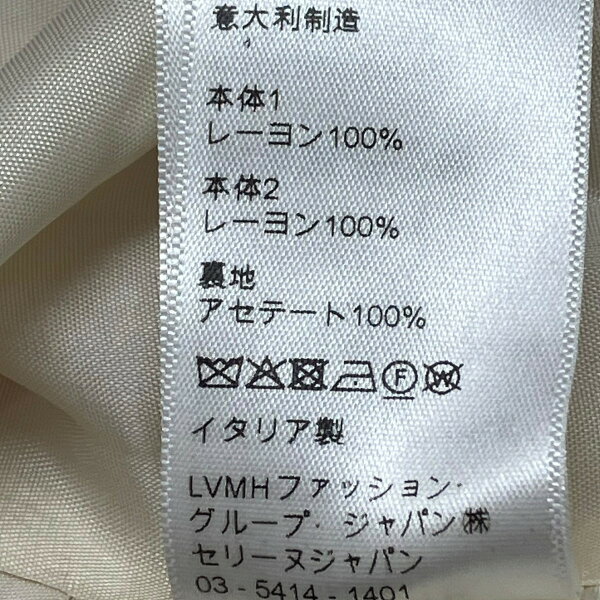 意大利制造
本体1
レーヨン100%
本体2
レーヨン100%
裏地
アセテート100%
F W
イタリア製
LVMHファッション・
グループ・ジャパン㈱
セリーヌジャパン
03-5414-1401